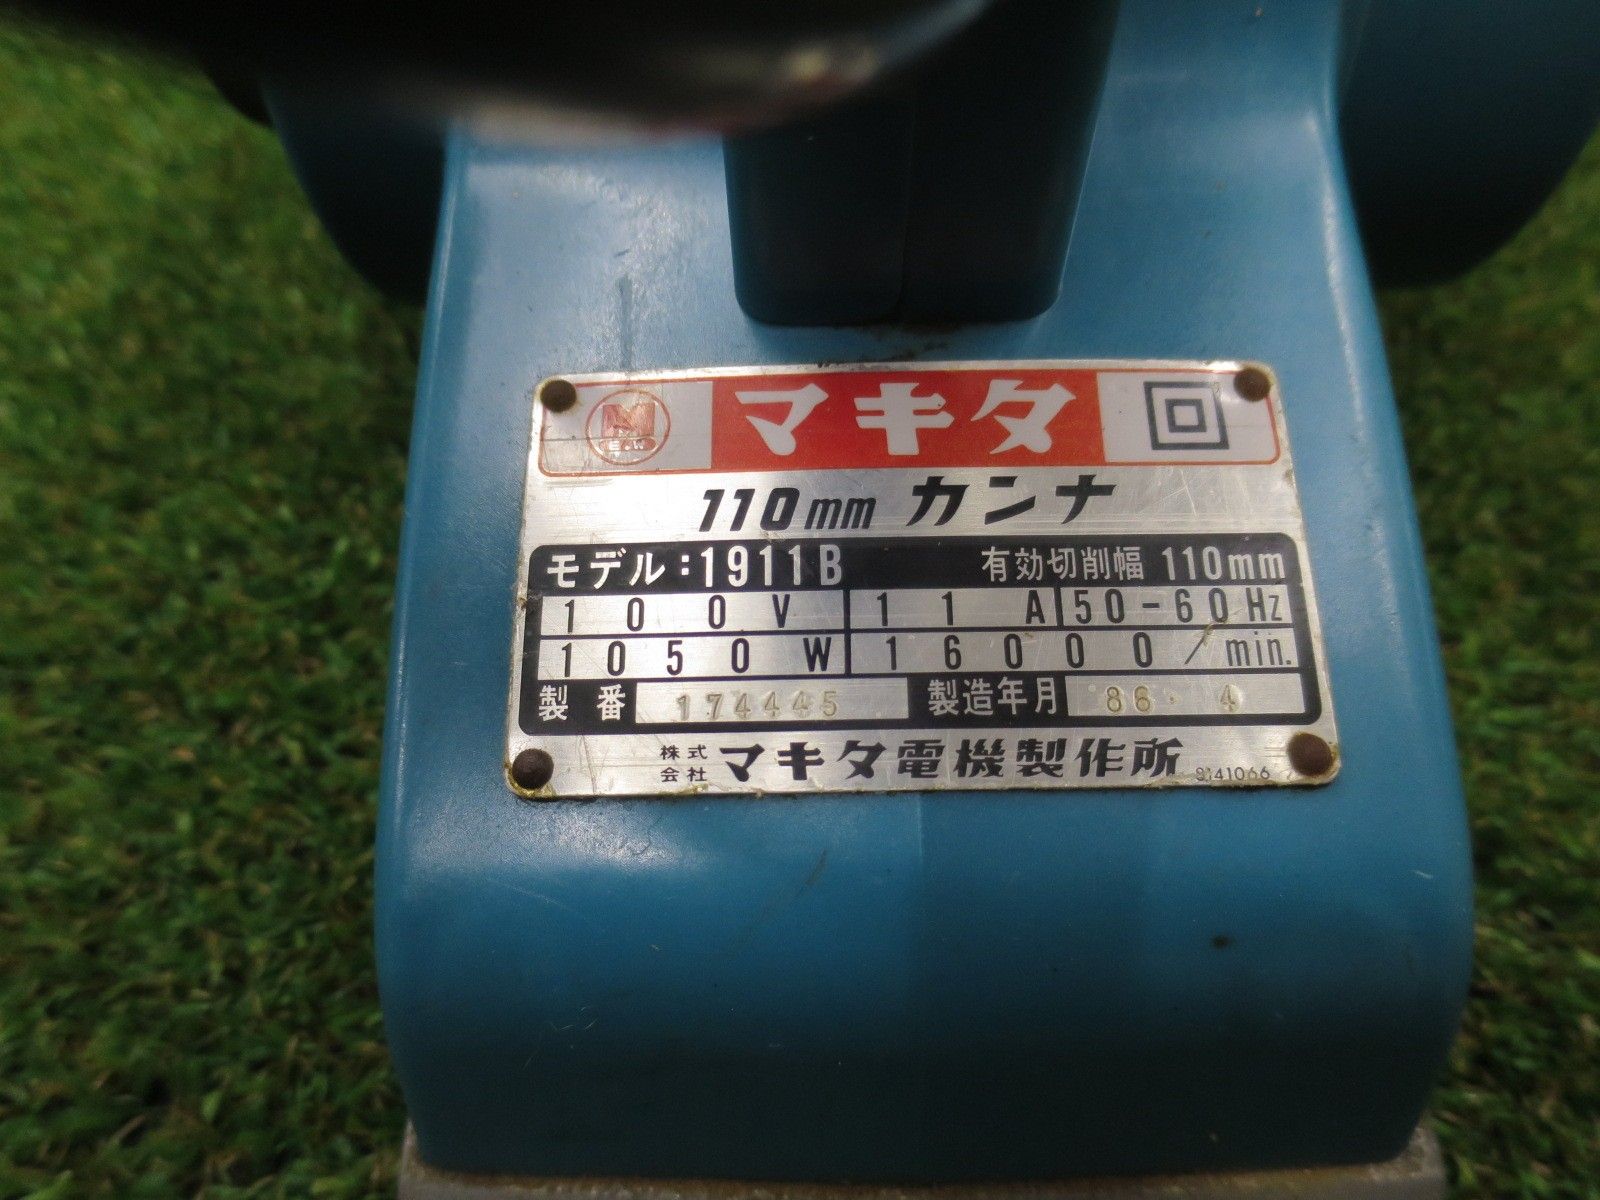 マキタ
110mm カンナ
モデル:1911B 有効切削幅 110mm
100V 11A 50-60Hz
1050W 16000/min.
製番 174445 製造年月 86.4
株式会社 マキタ電機製作所